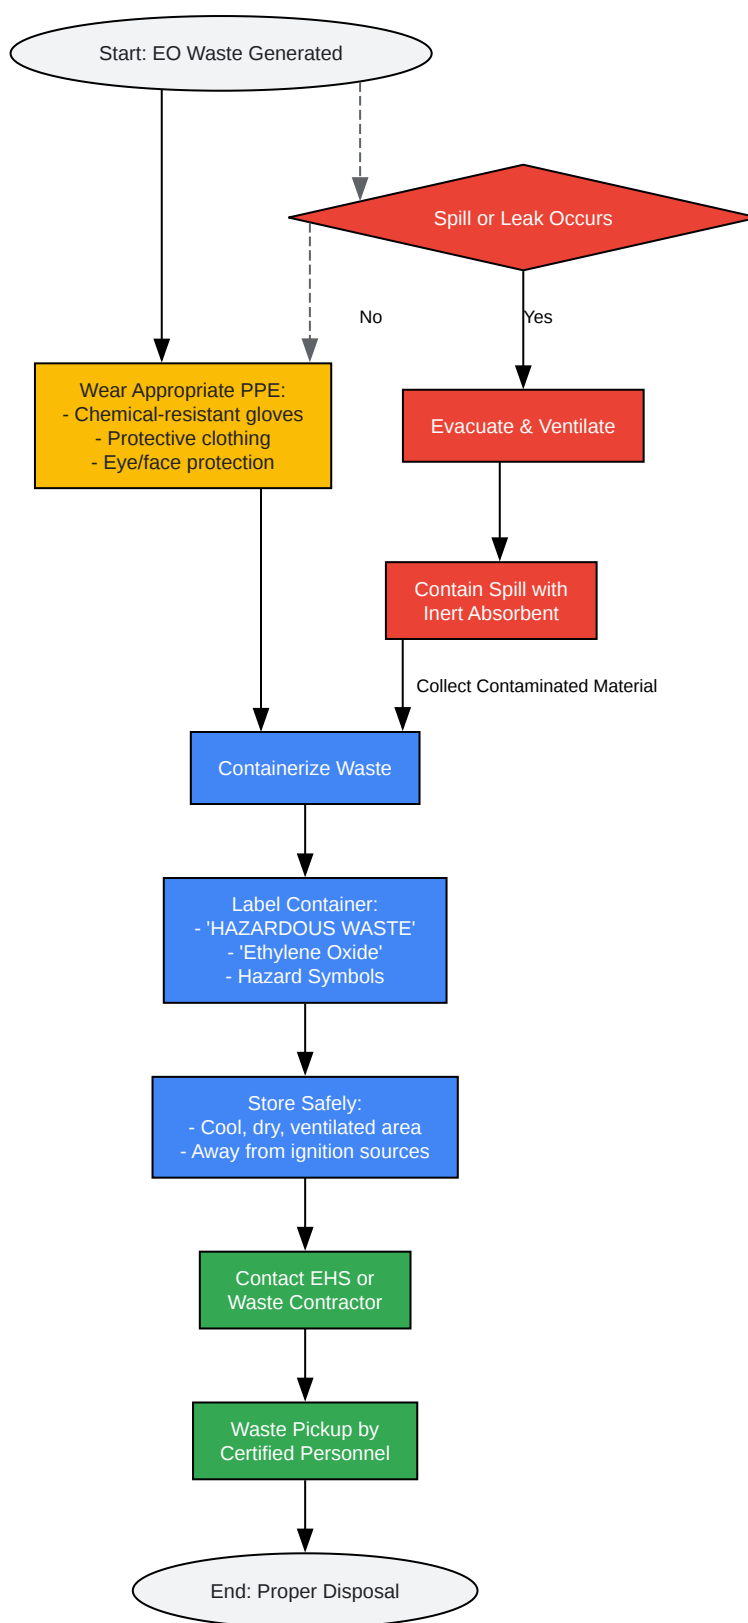 Start: EO Waste Generated
Spill or Leak Occurs
No
Yes
Wear Appropriate PPE:
- Chemical-resistant gloves
- Protective clothing
- Eye/face protection
Evacuate & Ventilate
Contain Spill with
Inert Absorbent
Collect Contaminated Material
Containerize Waste
Label Container:
- 'HAZARDOUS WASTE'
- 'Ethylene Oxide'
- Hazard Symbols
Store Safely:
- Cool, dry, ventilated area
- Away from ignition sources
Contact EHS or
Waste Contractor
Waste Pickup by
Certified Personnel
End: Proper Disposal